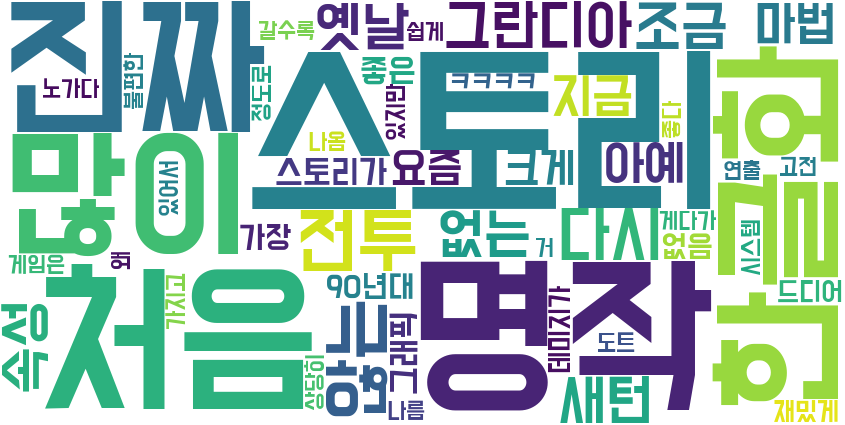 진짜
갈수록
옛날
쉽게
그란디아
조금
마법
노가다
불편한
정도로
좋은
ㅋㅋㅋㅋ
지금
좋다
한글화
스토리
있지만
나옴
많이
있어서
스토리가
요즘
크게
아예
연출
고전
전투
없는
거
다시
게다가
없음
시스템
가장
왜
게임은
처음
가지고
90년대
드디어
속성
상당히
항구
그래픽
명작
데미지가
도트
새턴
나름
재밌게